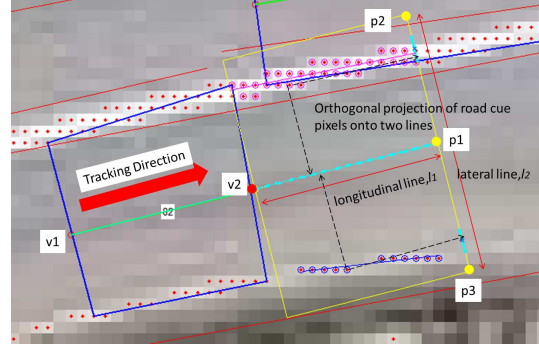 p2
Orthogonal projection of road cue
pixels onto two lines
p1
Tracking Direction
v2
longitudinal line,l1
lateral line,l2
02
v1
p3